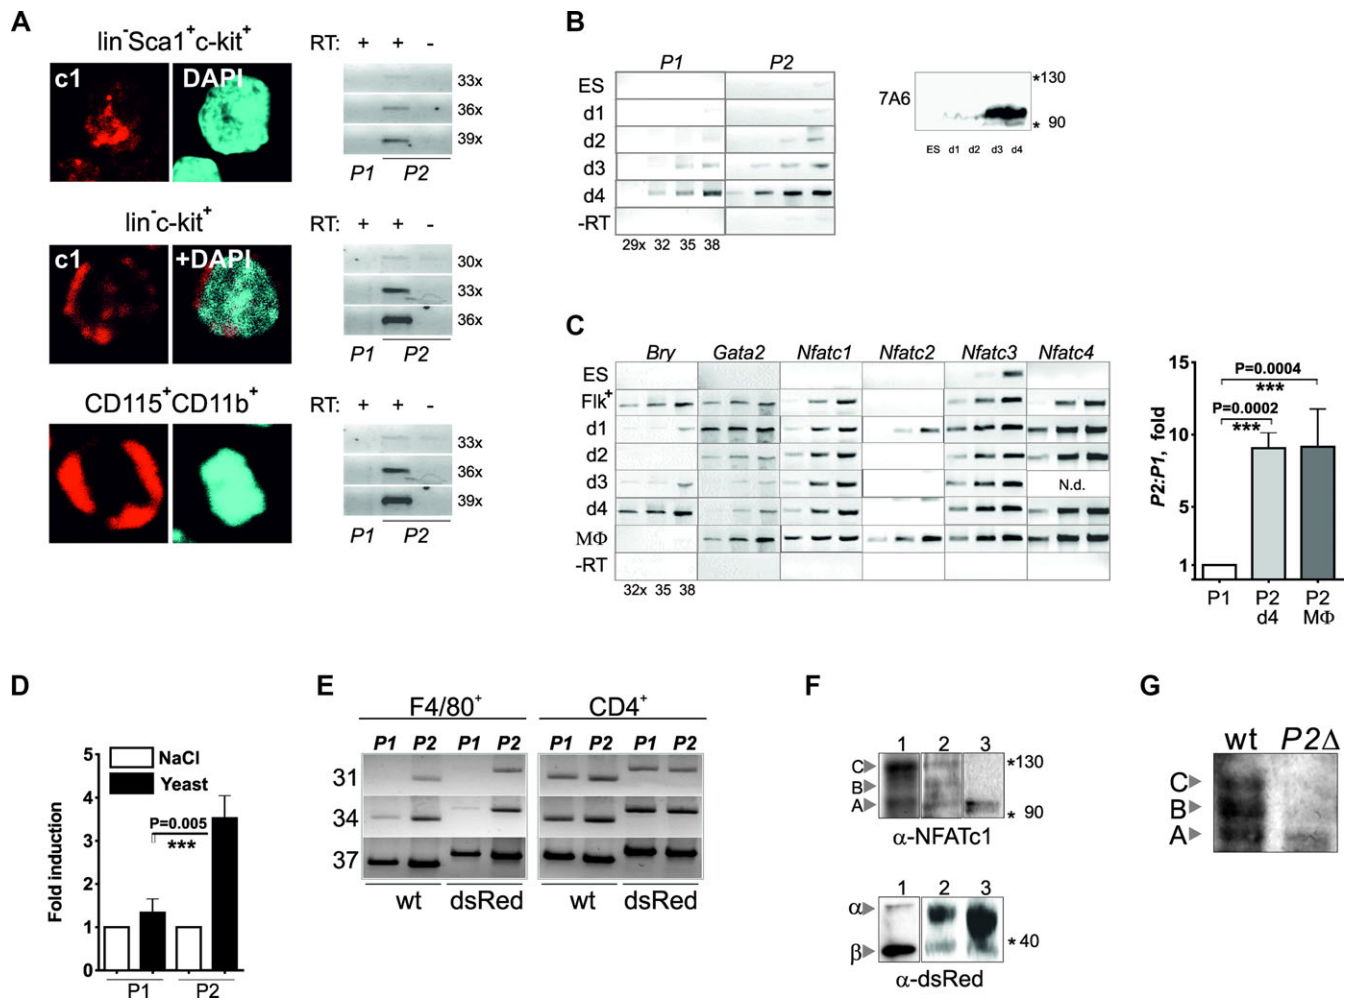 A
lin-Sca1+c-kit+
c1
DAPI
RT: + + -
33x
36x
39x
P1 P2
lin-c-kit+
c1
+DAPI
RT: + + -
30x
33x
36x
P1 P2
CD115+CD11b+
RT: + + -
33x
36x
39x
P1 P2
B
P1 P2
ES
d1
d2
d3
d4
-RT
29x 32 35 38
7A6
*130
* 90
ES d1 d2 d3 d4
C
Bry Gata2 Nfatc1 Nfatc2 Nfatc3 Nfatc4
ES
Flk+
d1
d2
d3
N.d.
d4
MΦ
-RT
32x 35 38
P2:P1, fold
15
10
5
1
P=0.0004
***
P=0.0002
***
P1 P2 P2
d4 MΦ
D
Fold induction
5
4
3
2
1
0
NaCl
Yeast
P=0.005
***
P1 P2
E
F4/80+ CD4+
P1 P2 P1 P2 P1 P2 P1 P2
31
34
37
wt dsRed wt dsRed
F
1 2 3
C
B
A
*130
* 90
α-NFATc1
1 2 3
α
β
* 40
α-dsRed
G
wt P2Δ
C
B
A